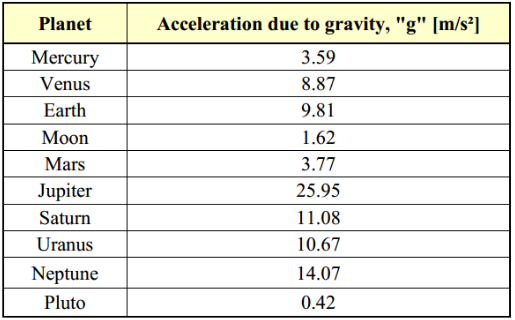 Planet Acceleration due to gravity, "g" [m/s²]
Mercury 3.59
Venus 8.87
Earth 9.81
Moon 1.62
Mars 3.77
Jupiter 25.95
Saturn 11.08
Uranus 10.67
Neptune 14.07
Pluto 0.42